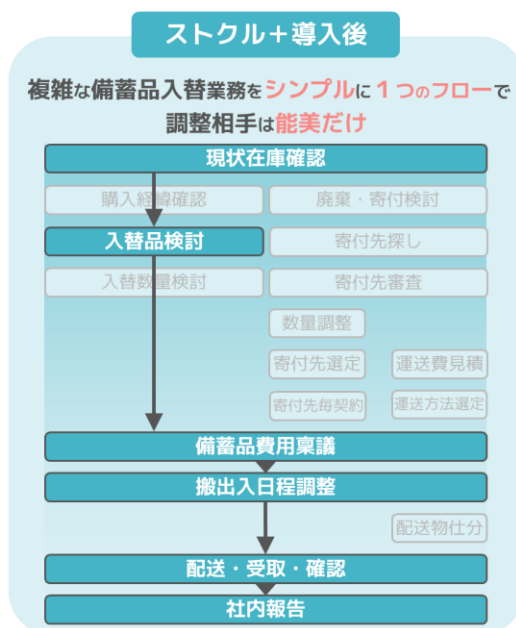 ストクル＋導入後
複雑な備蓄品入替業務をシンプルに１つのフローで
調整相手は能美だけ
現状在庫確認
購入経緯確認
廃棄・寄付検討
入替品検討
寄付先探し
入替数量検討
寄付先審査
数量調整
寄付先選定
運送費見積
寄付先毎契約
運送方法選定
備蓄品費用稟議
搬出入日程調整
配送物仕分
配送・受取・確認
社内報告